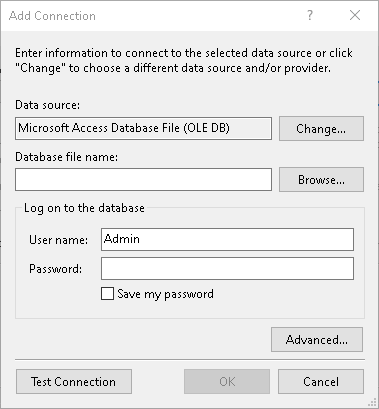 Add Connection
? ×
Enter information to connect to the selected data source or click
"Change" to choose a different data source and/or provider.
Data source:
Microsoft Access Database File (OLE DB)
Change...
Database file name:
Browse...
Log on to the database
User name:
Admin
Password:
Save my password
Advanced...
Test Connection
OK
Cancel